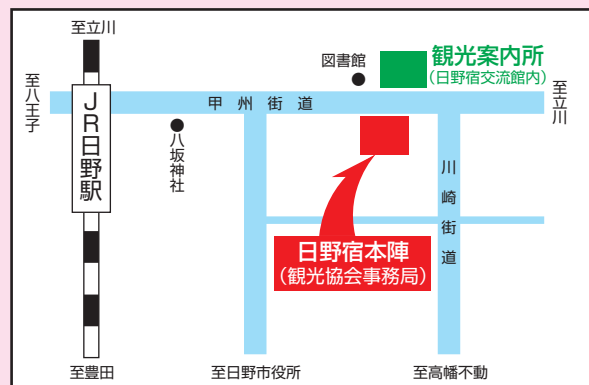 至立川
図書館
観光案内所
(日野宿交流館内)
至八王子
至立川
甲州街道
JR日野駅
八坂神社
川崎街道
日野宿本陣
(観光協会事務局)
至豊田
至日野市役所
至高幡不動